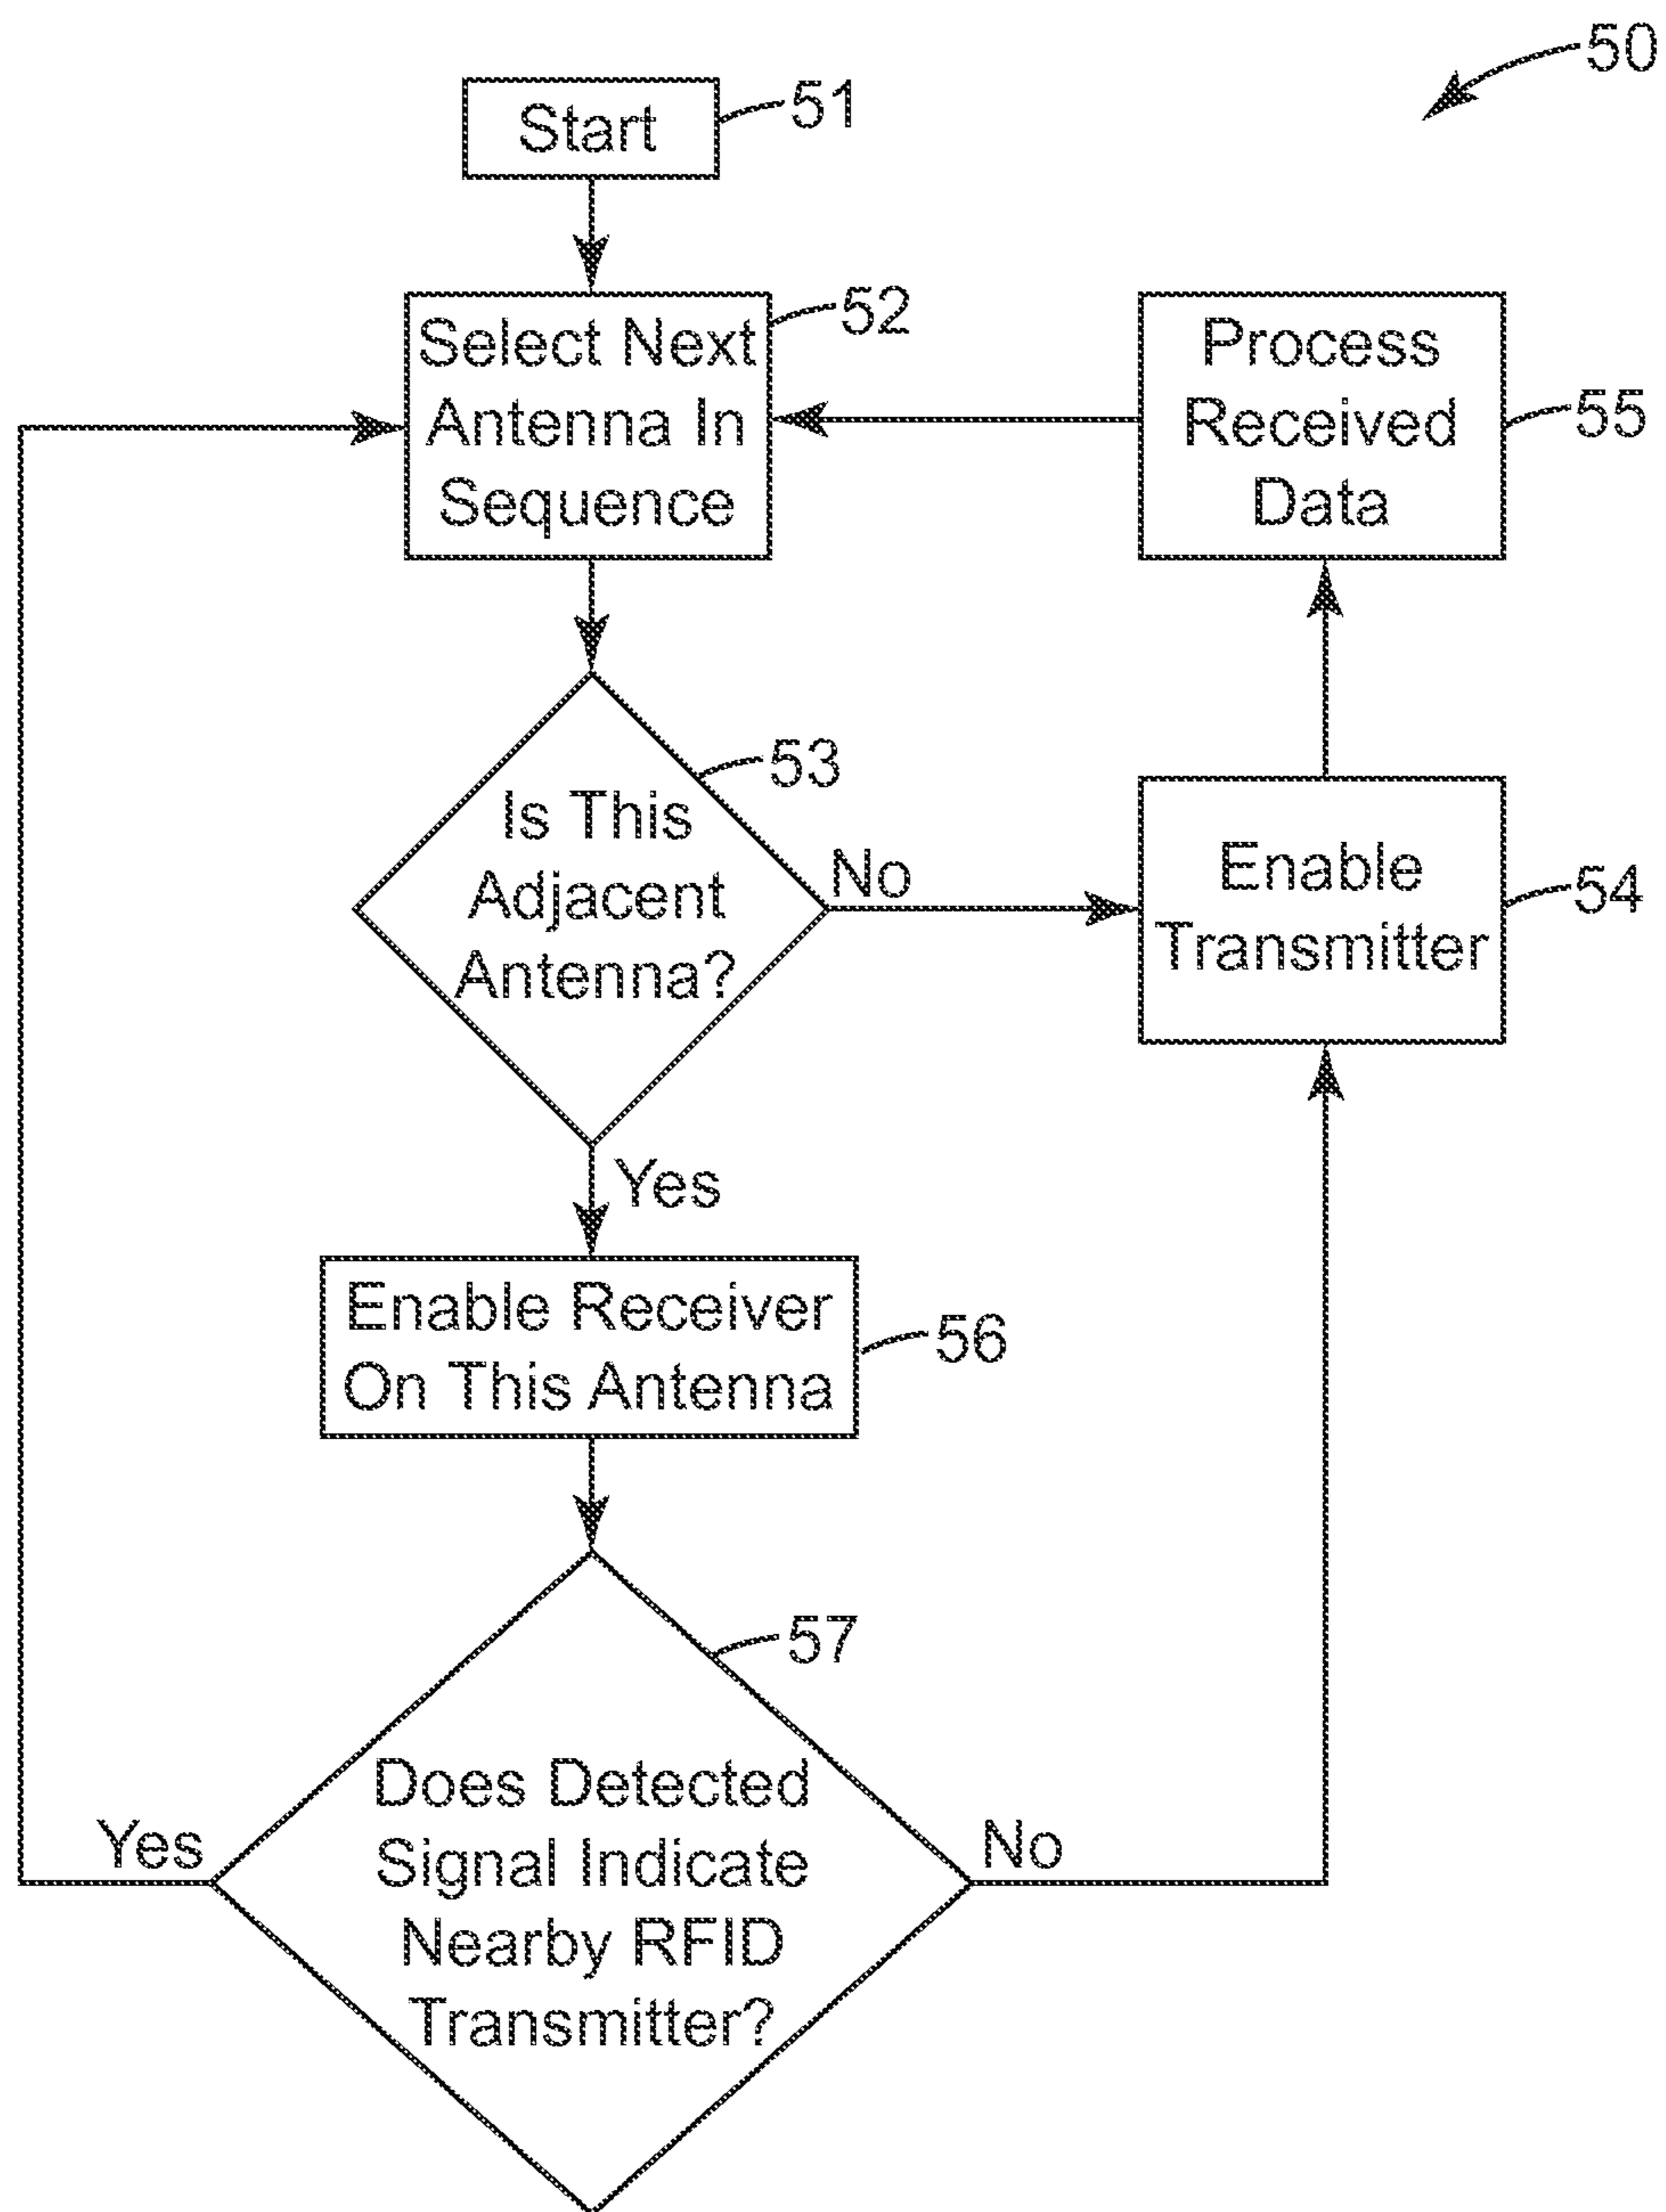 50
Start
51
Select Next
Antenna In
Sequence
52
Process
Received
Data
55
Is This
Adjacent
Antenna?
53
No
Enable
Transmitter
54
Yes
Enable Receiver
On This Antenna
56
Does Detected
Signal Indicate
Nearby RFID
Transmitter?
57
Yes
No